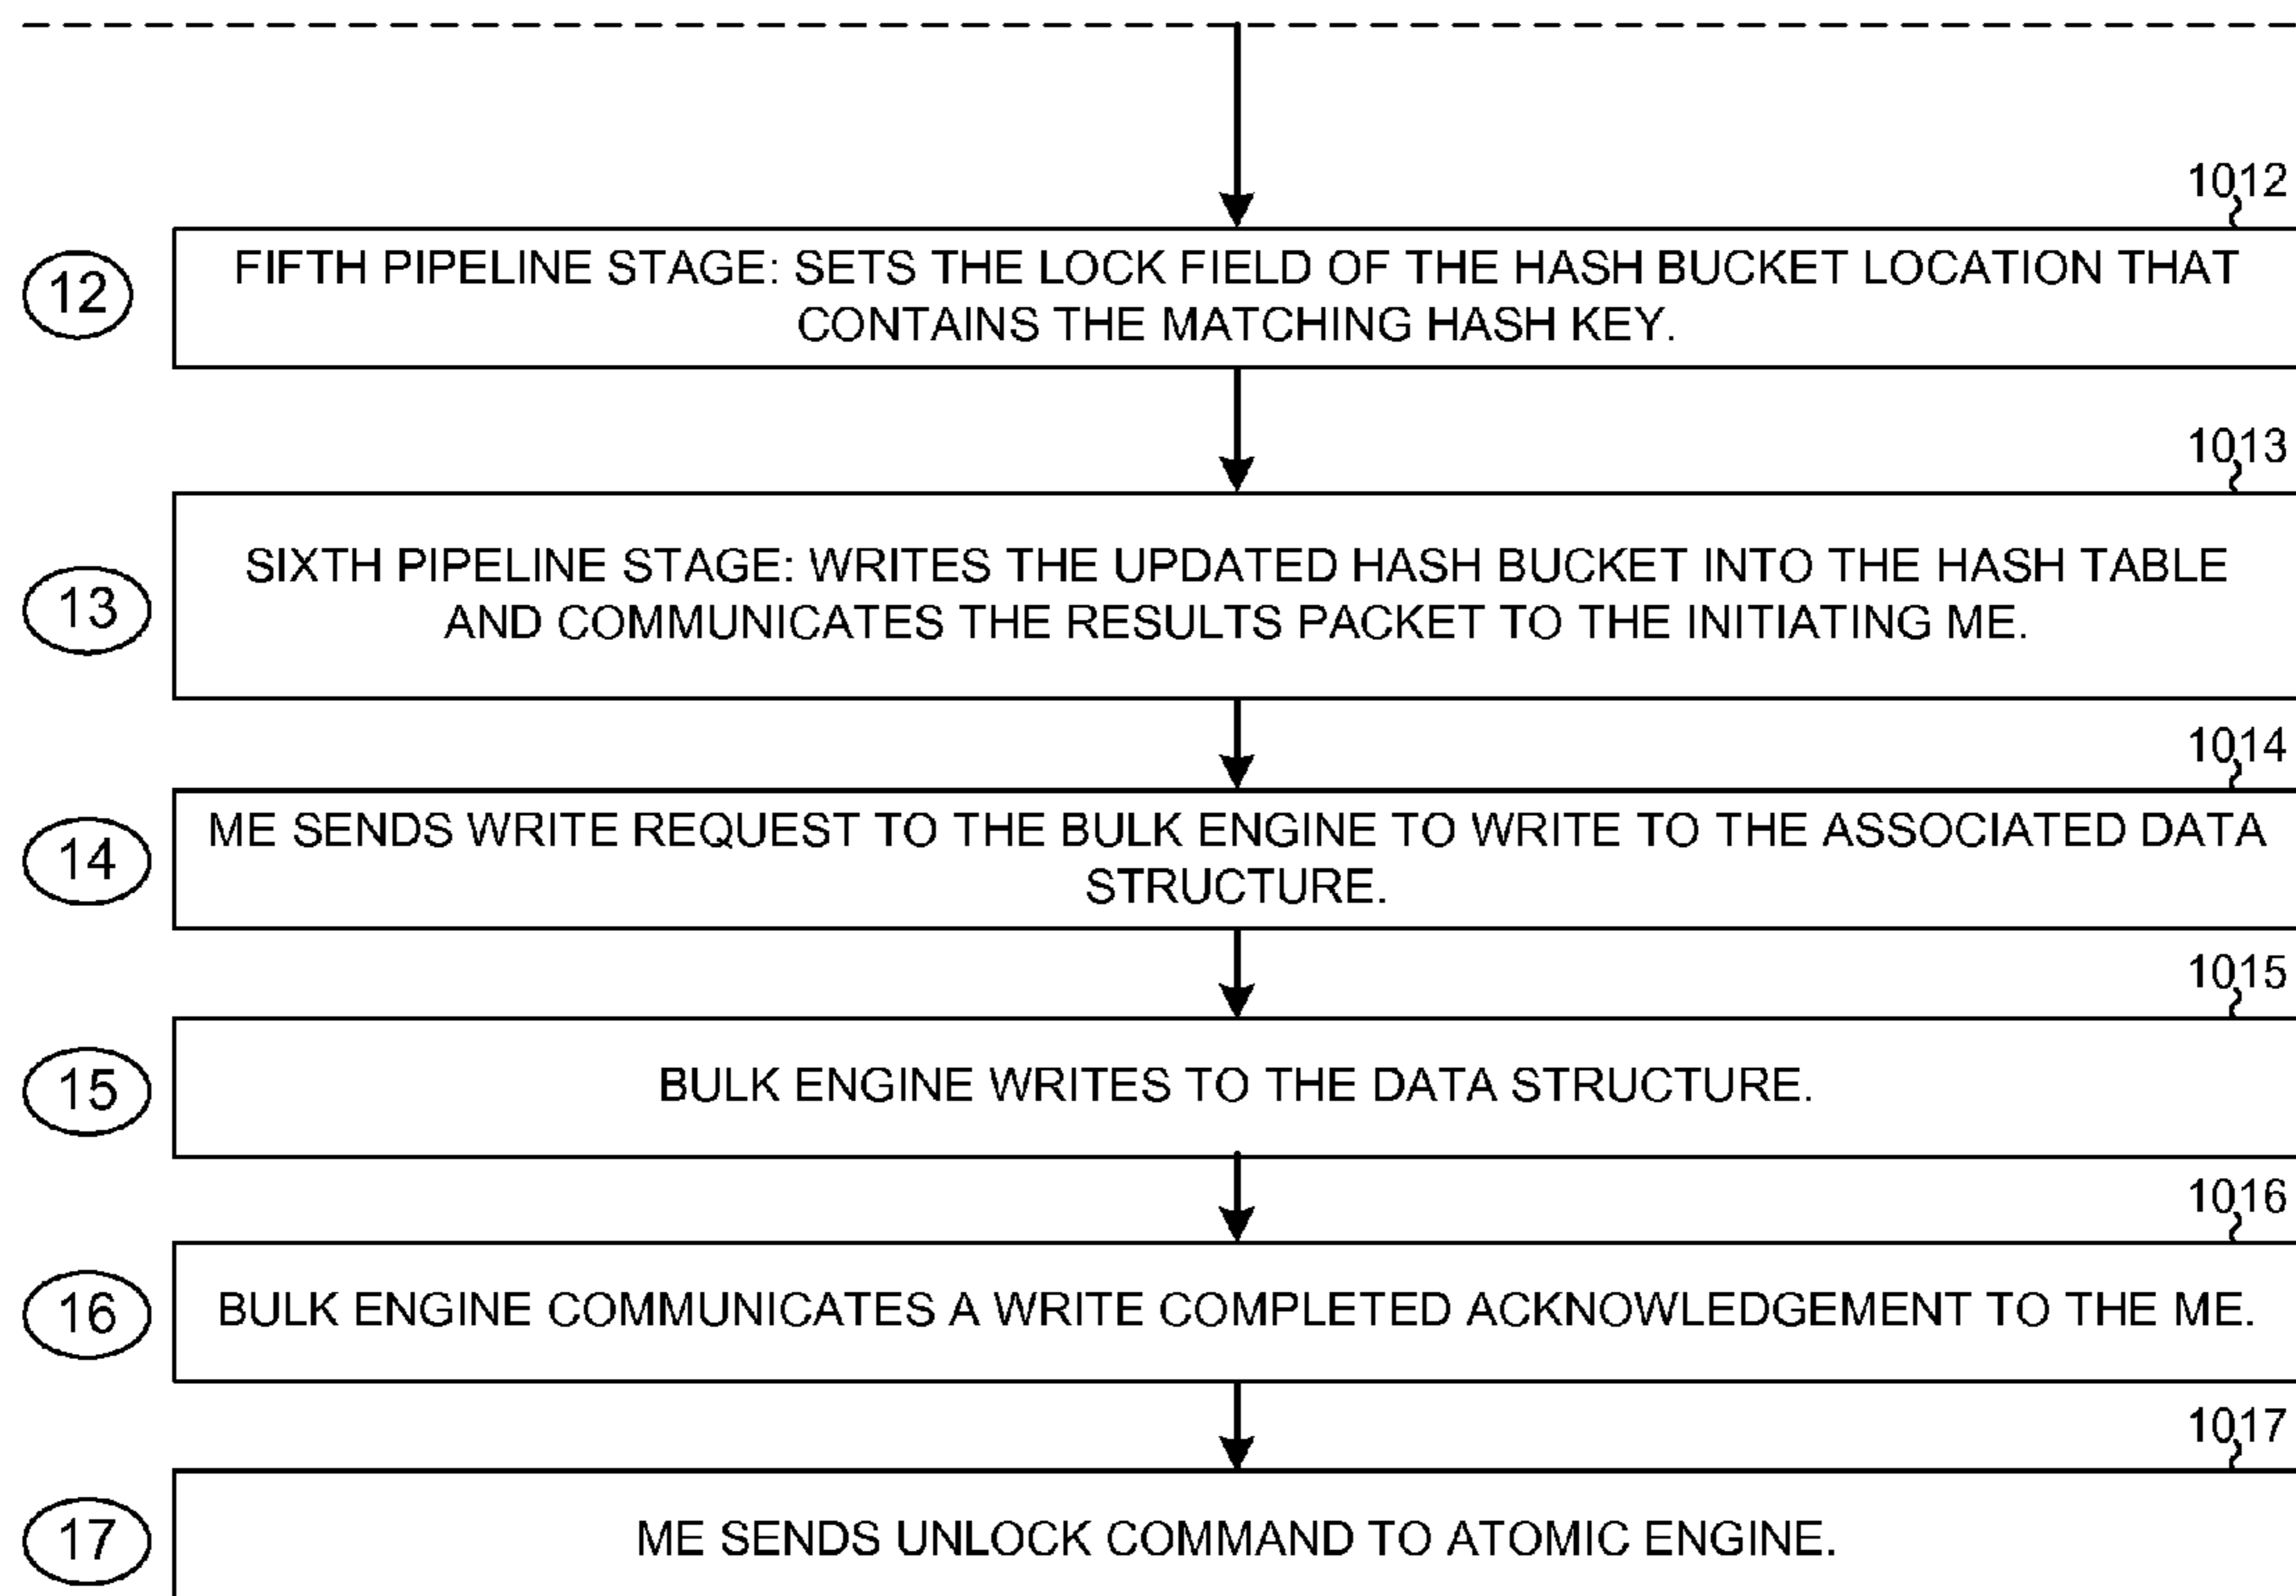 1012
12
FIFTH PIPELINE STAGE: SETS THE LOCK FIELD OF THE HASH BUCKET LOCATION THAT
CONTAINS THE MATCHING HASH KEY.
1013
13
SIXTH PIPELINE STAGE: WRITES THE UPDATED HASH BUCKET INTO THE HASH TABLE
AND COMMUNICATES THE RESULTS PACKET TO THE INITIATING ME.
1014
14
ME SENDS WRITE REQUEST TO THE BULK ENGINE TO WRITE TO THE ASSOCIATED DATA
STRUCTURE.
1015
15
BULK ENGINE WRITES TO THE DATA STRUCTURE.
1016
16
BULK ENGINE COMMUNICATES A WRITE COMPLETED ACKNOWLEDGEMENT TO THE ME.
1017
17
ME SENDS UNLOCK COMMAND TO ATOMIC ENGINE.